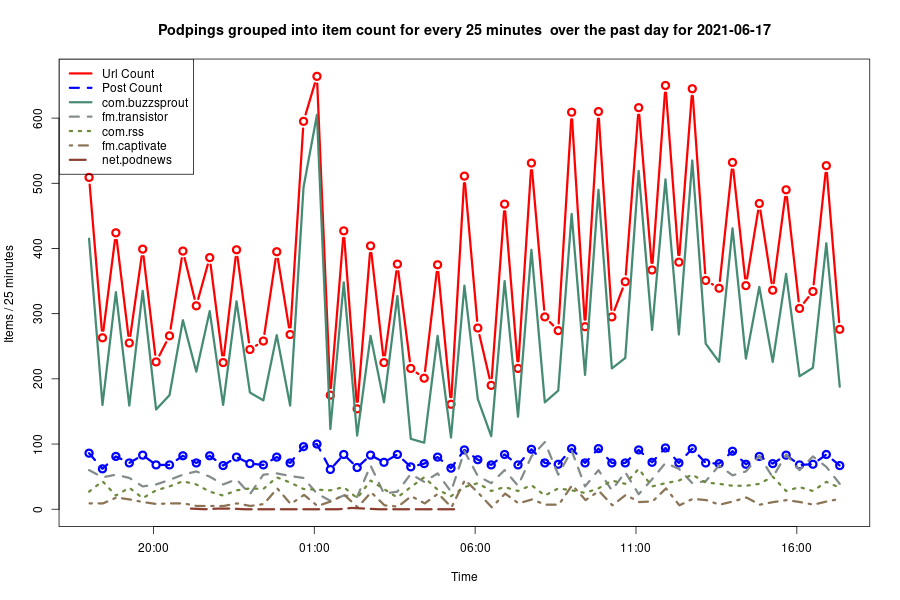 Podpings grouped into item count for every 25 minutes  over the past day for 2021-06-17
Url Count
Post Count
com.buzzsprout
fm.transistor
com.rss
fm.captivate
net.podnews
Items / 25 minutes
600
500
400
300
200
100
0
20:00
01:00
06:00
11:00
16:00
Time